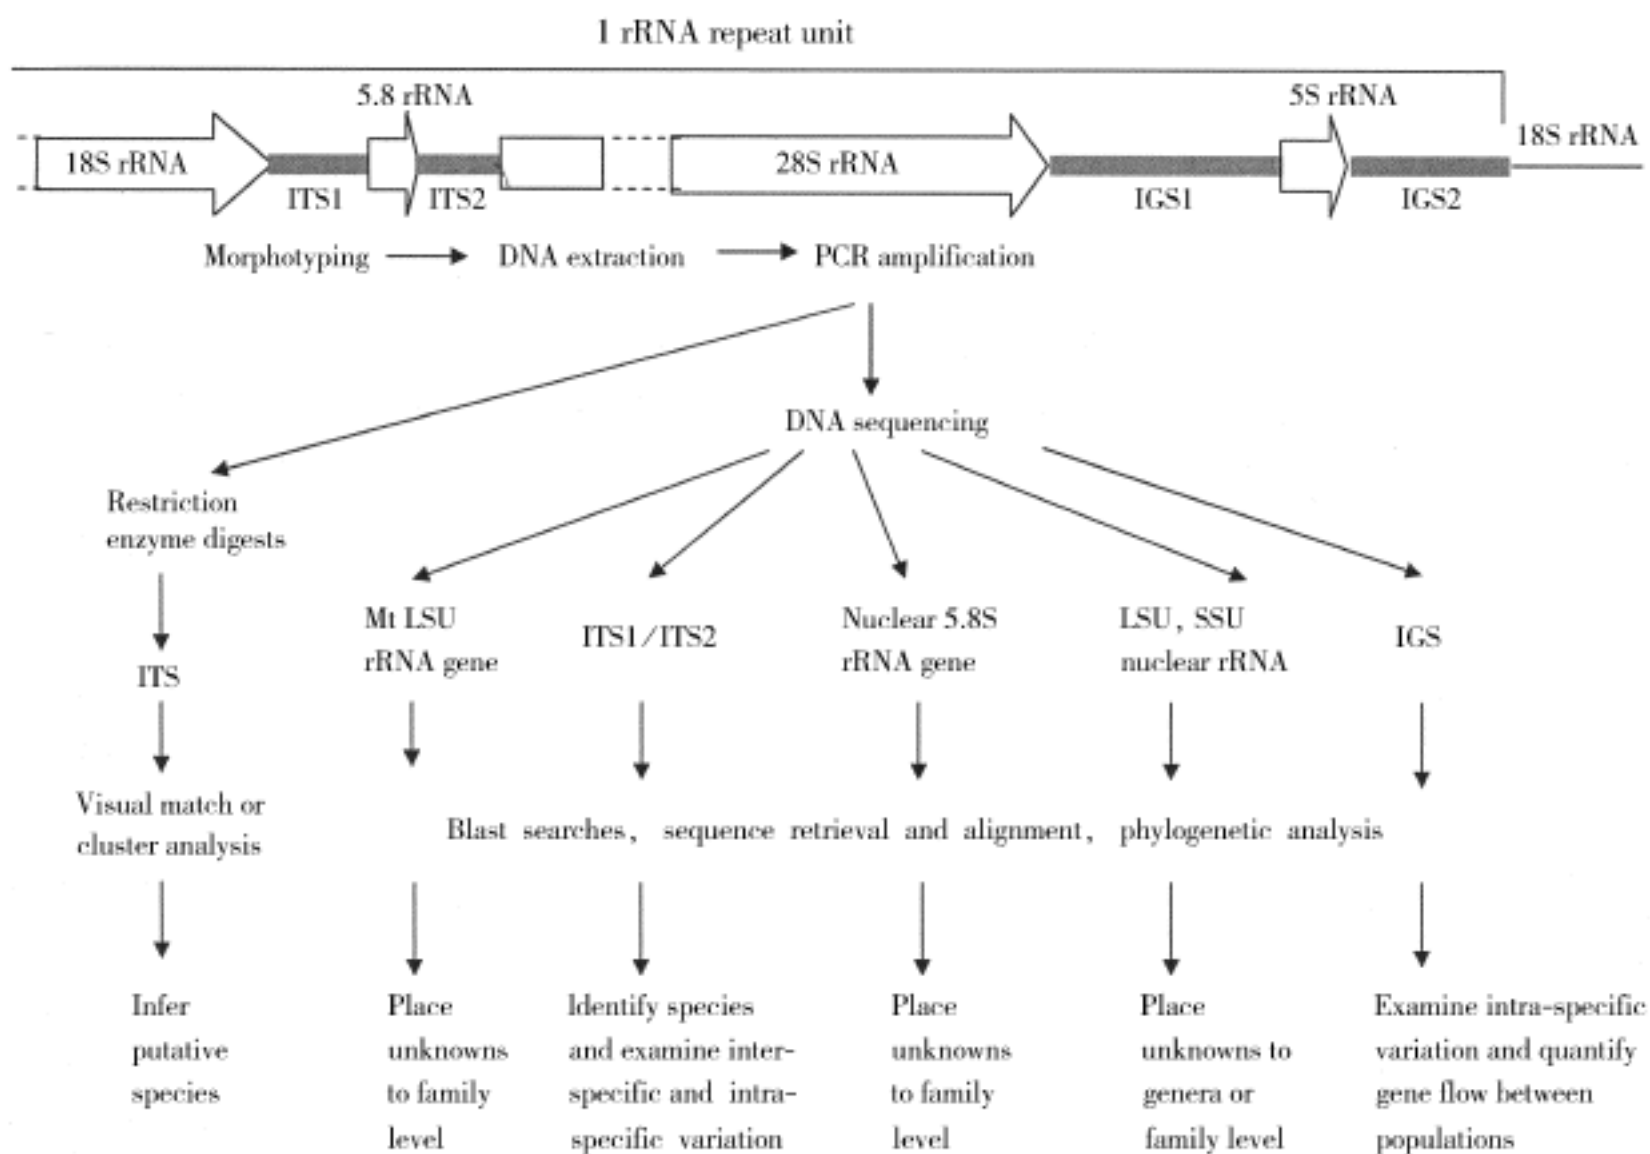 1 rRNA repeat unit
5.8 rRNA
5S rRNA
18S rRNA
18S rRNA
28S rRNA
ITS1
ITS2
IGS1
IGS2
Morphotyping
DNA extraction
PCR amplification
DNA sequencing
Restriction
enzyme digests
Mt LSU
rRNA gene
ITS1/ITS2
Nuclear 5.8S
rRNA gene
LSU, SSU
nuclear rRNA
IGS
ITS
Visual match or
cluster analysis
Blast searches, sequence retrieval and alignment, phylogenetic analysis
Infer
putative
species
Place
unknowns
to family
level
Identify species
and examine inter-
specific and intra-
specific variation
Place
unknowns
to family
level
Place
unknowns to
genera or
family level
Examine intra-specific
variation and quantify
gene flow between
populations